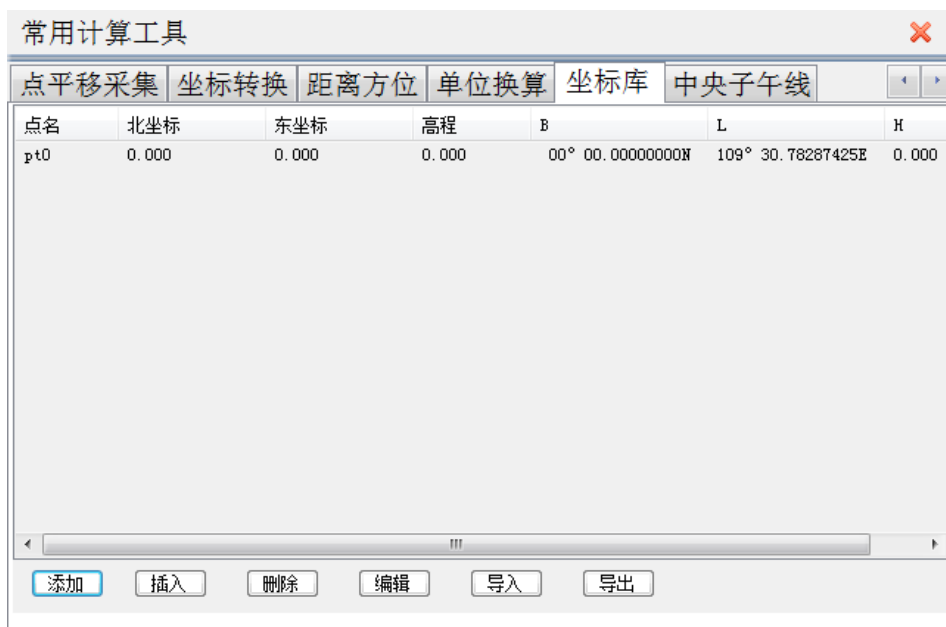 常用计算工具
点平移采集 坐标转换 距离方位 单位换算 坐标库 中央子午线
点名 北坐标 东坐标 高程 B L H
pt0 0.000 0.000 0.000 00° 00.00000000N 109° 30.78287425E 0.000
添加 插入 删除 编辑 导入 导出